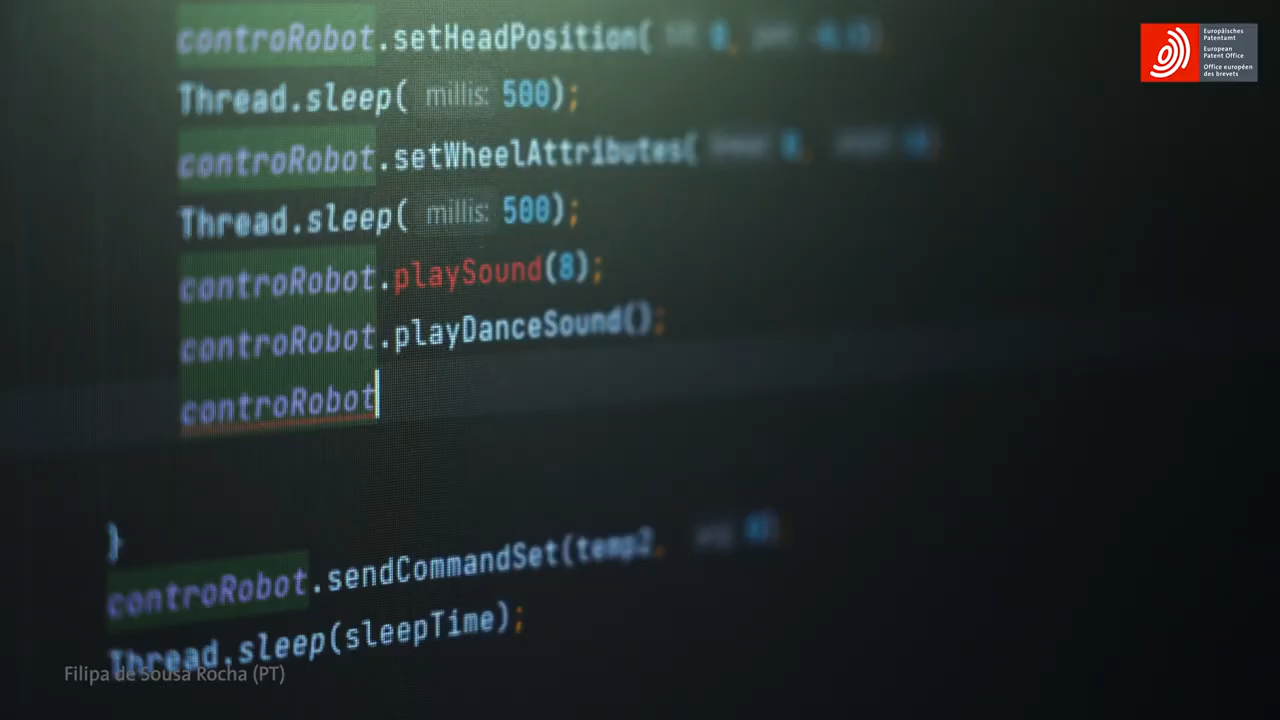 controRobot.setHeadPosition( 0,
Thread.sleep( millis: 500);
controRobot.setWheelAttributes(
Thread.sleep( millis: 500);
controRobot.playSound(8);
controRobot.playDanceSound();
controRobot
}
controRobot.sendCommandSet(temp2,
Thread.sleep(sleepTime);
Filipa de Sousa Rocha (PT)
Europäisches
Patentamt
European
Patent Office
Office européen
des brevets